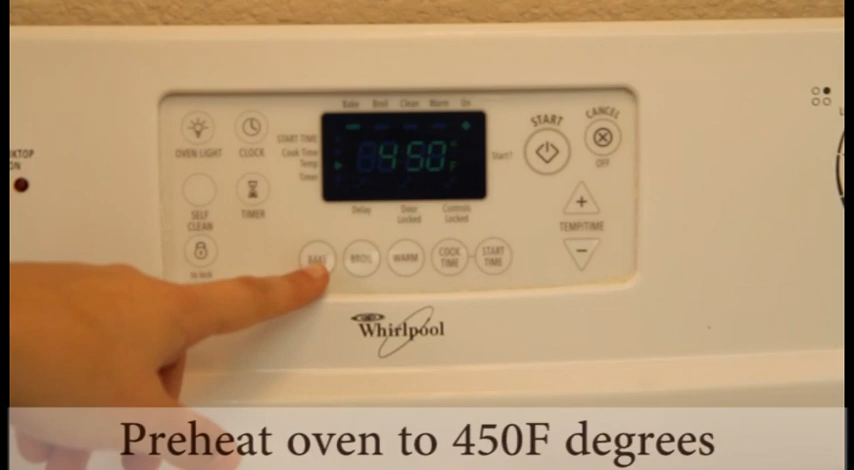 Bake Broil Clean Warm On
START TIME
Cook Time
Temp
Timer
450°F
Start?
Delay
Door Locked
Controls Locked
OVEN LIGHT
CLOCK
START
CANCEL
OFF
SELF CLEAN
TIMER
TEMP/TIME
BAKE
BROIL
WARM
COOK TIME
START TIME
Whirlpool
Preheat oven to 450F degrees